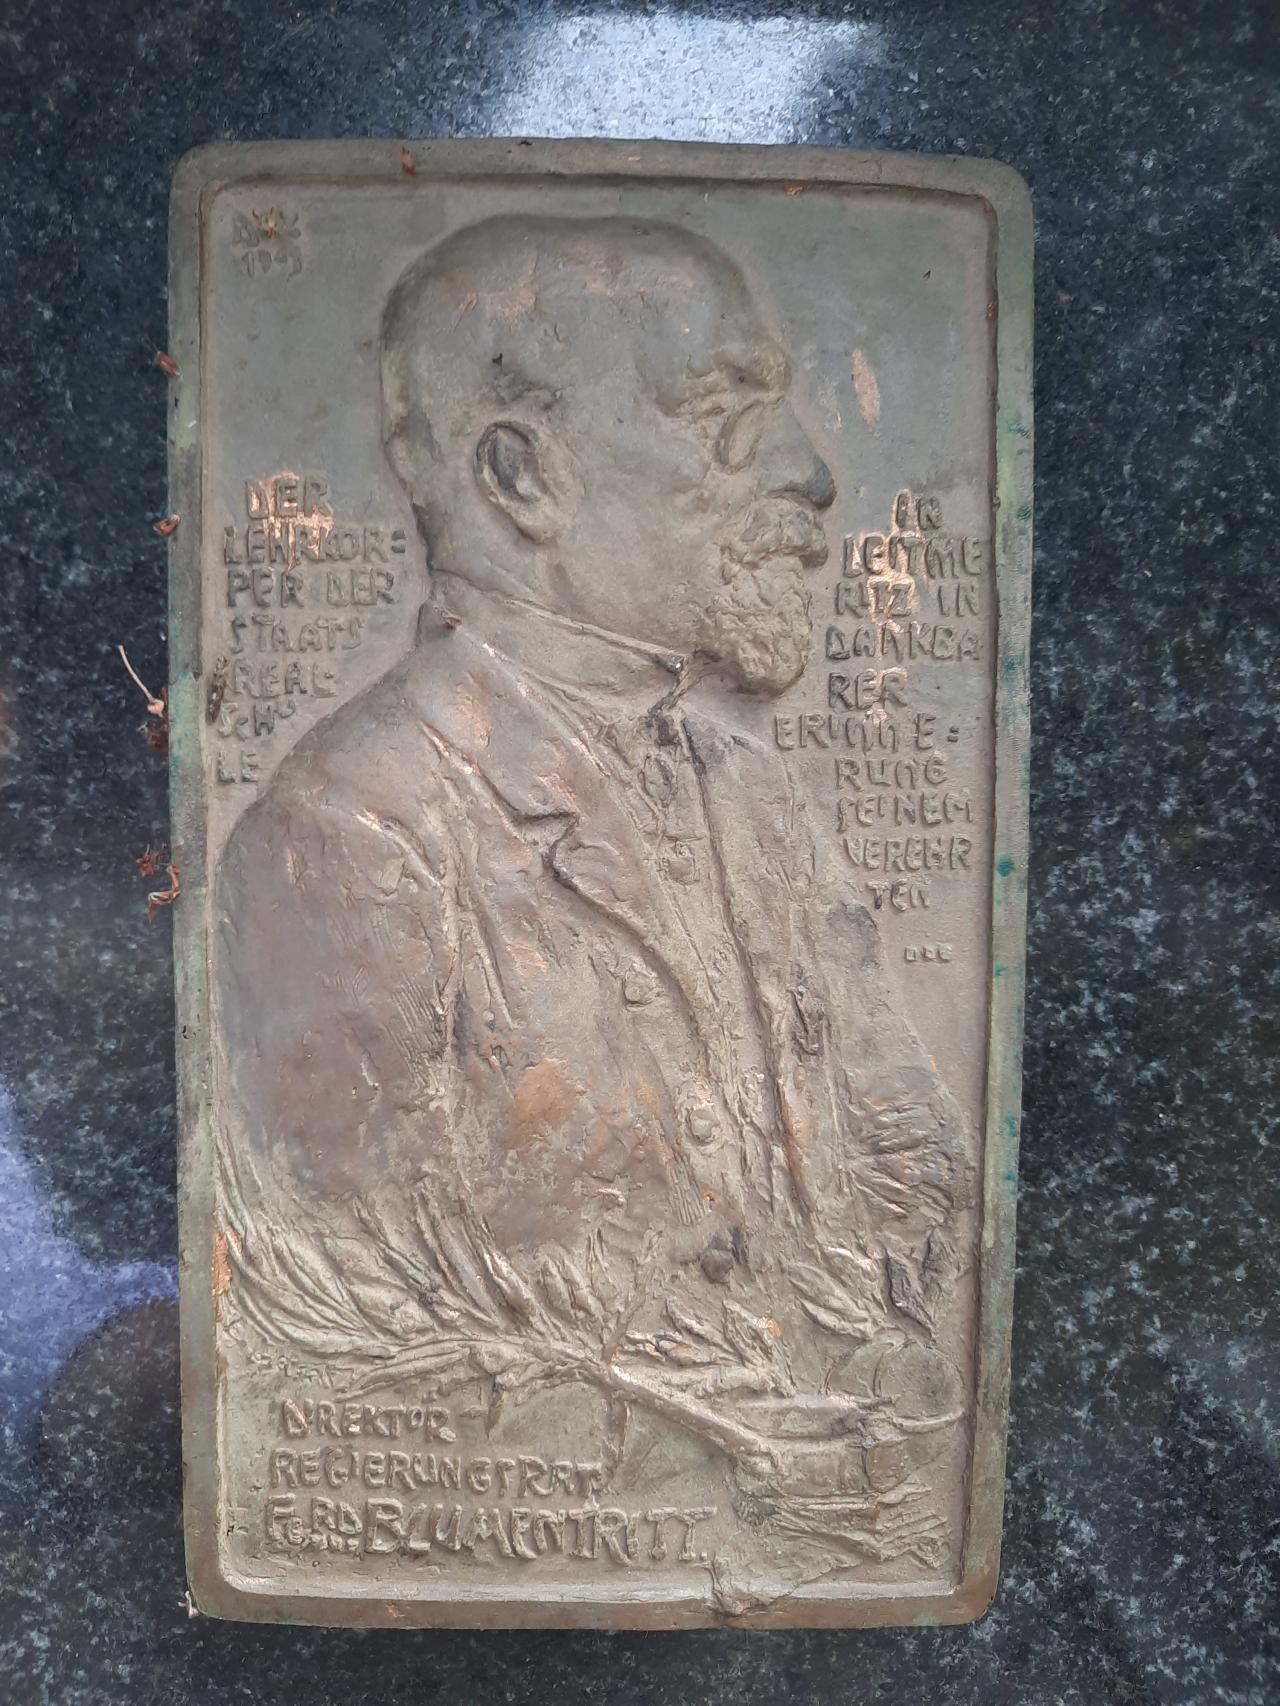 DER
LEHRKOR=
PER DER
STAATS
REAL-
SCHU
LE
IN
LEITME
RITZ IN
DANKBA
RER
ERINNE=
RUNG
SEINEM
VEREHR
TEN
DIREKTOR
REGIERUNGSRAT
FERD. BLUMENTRITT.